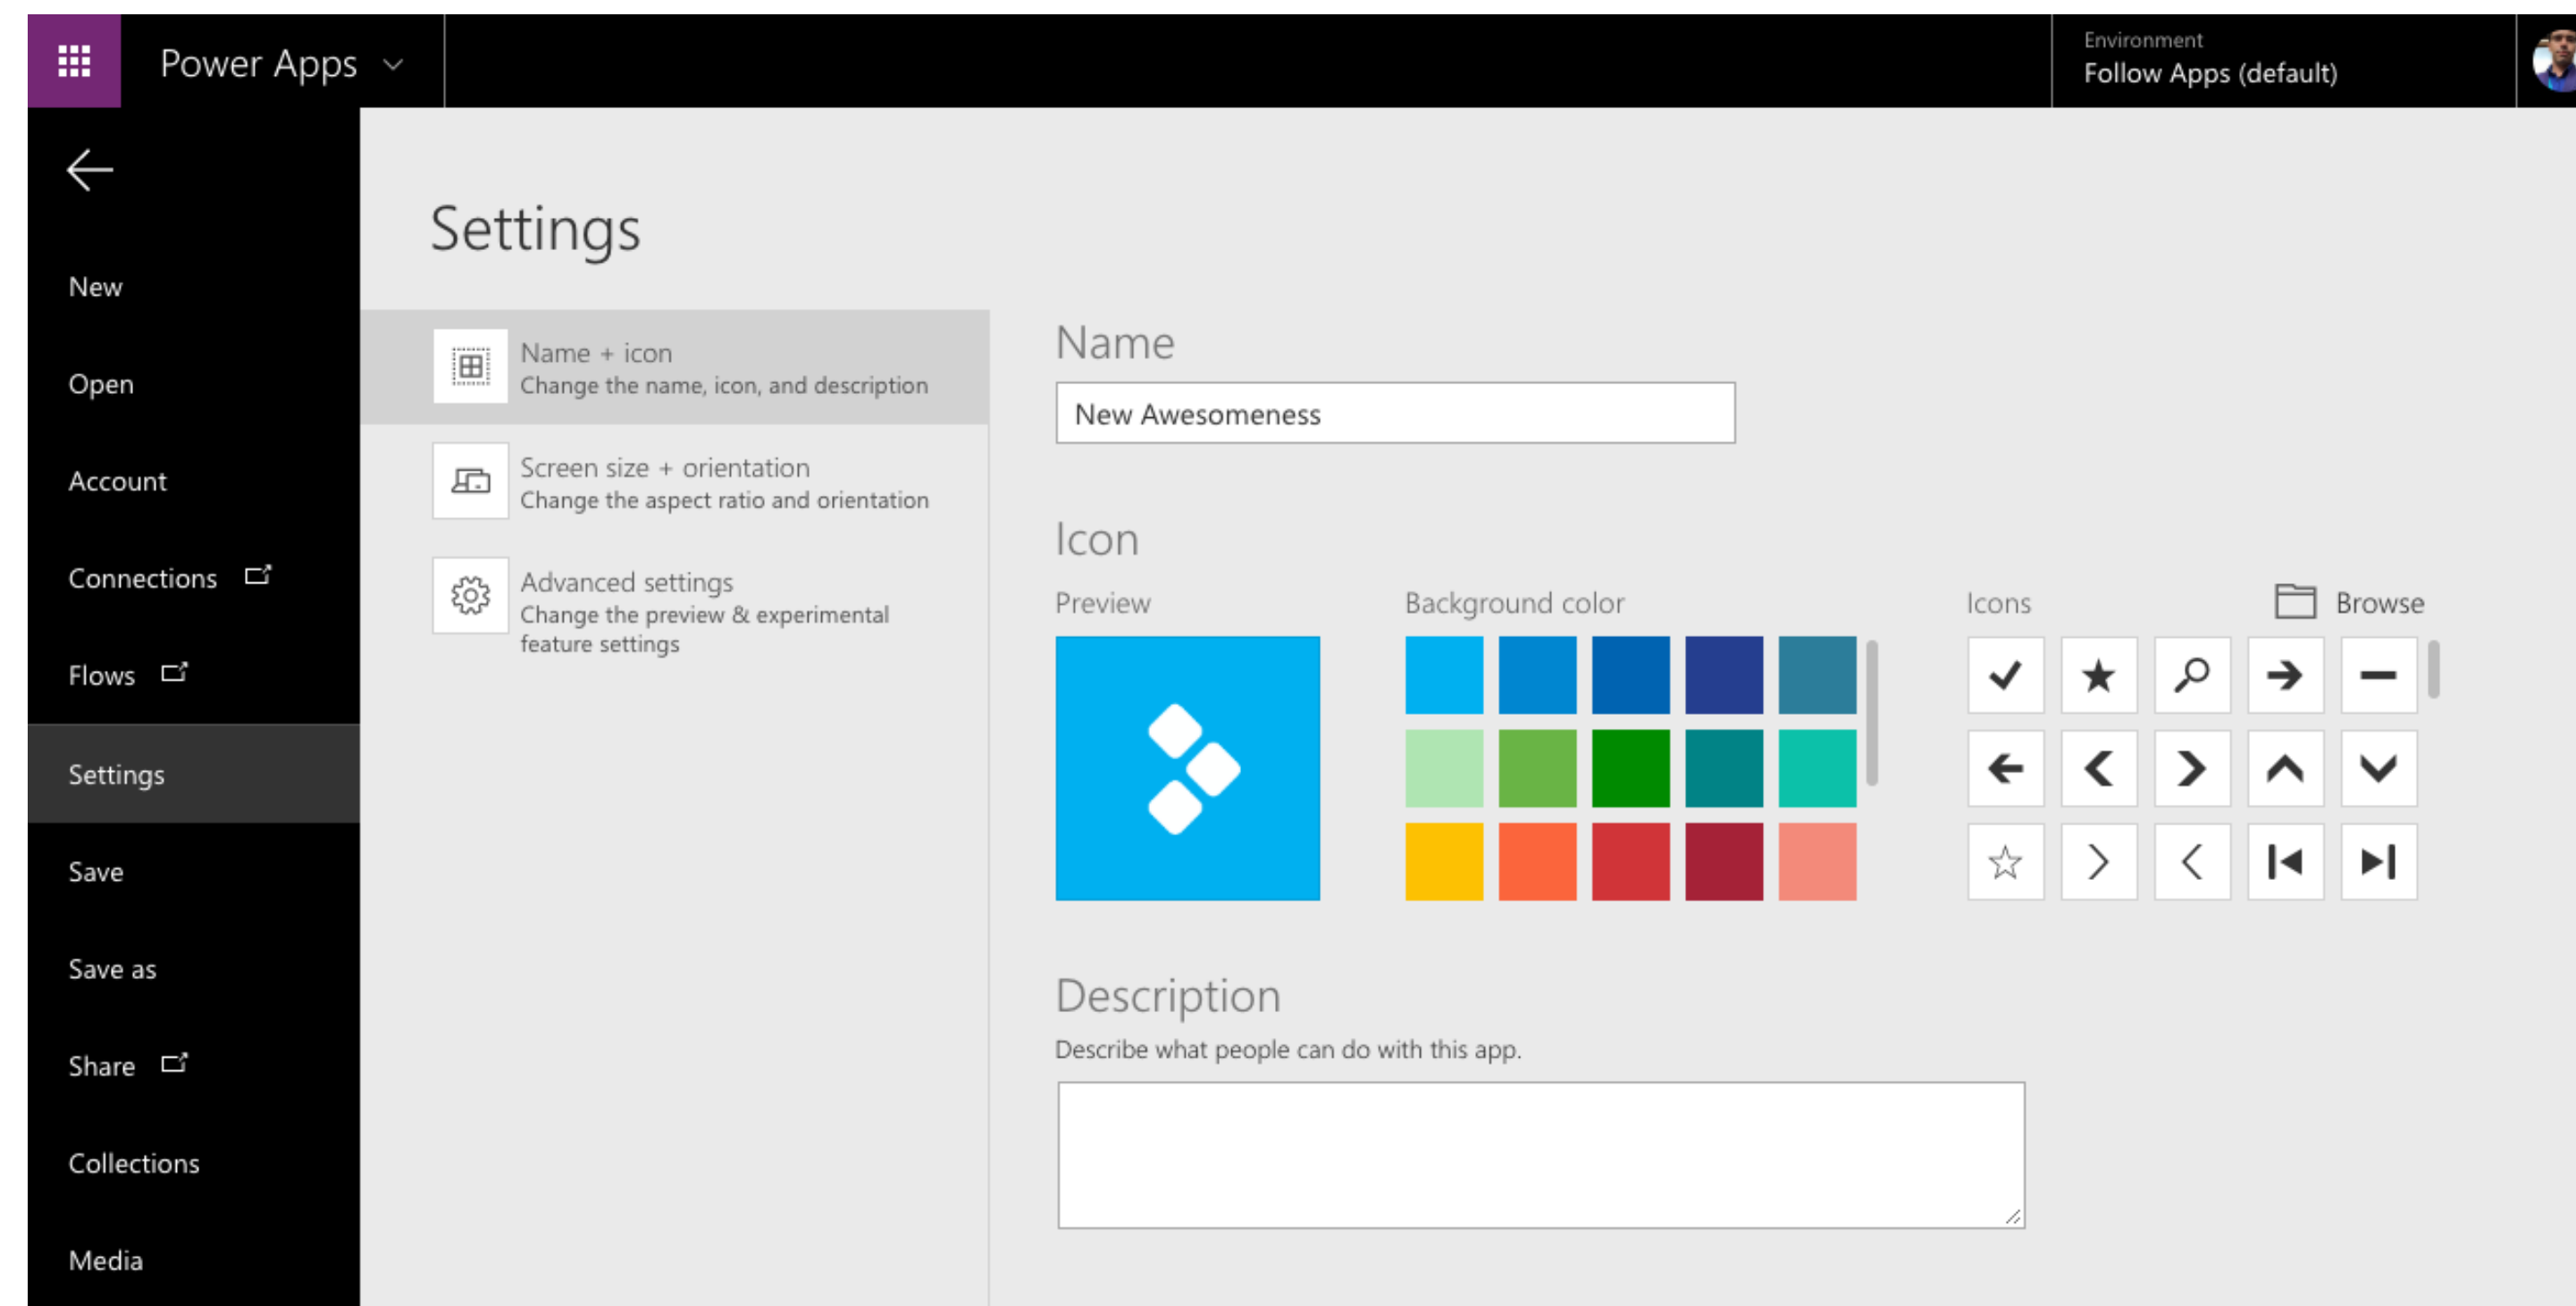 Power Apps
Environment
Follow Apps (default)
New
Open
Account
Connections
Flows
Settings
Save
Save as
Share
Collections
Media
Settings
Name + icon
Change the name, icon, and description
Screen size + orientation
Change the aspect ratio and orientation
Advanced settings
Change the preview & experimental
feature settings
Name
New Awesomeness
Icon
Preview
Background color
Icons
Browse
Description
Describe what people can do with this app.